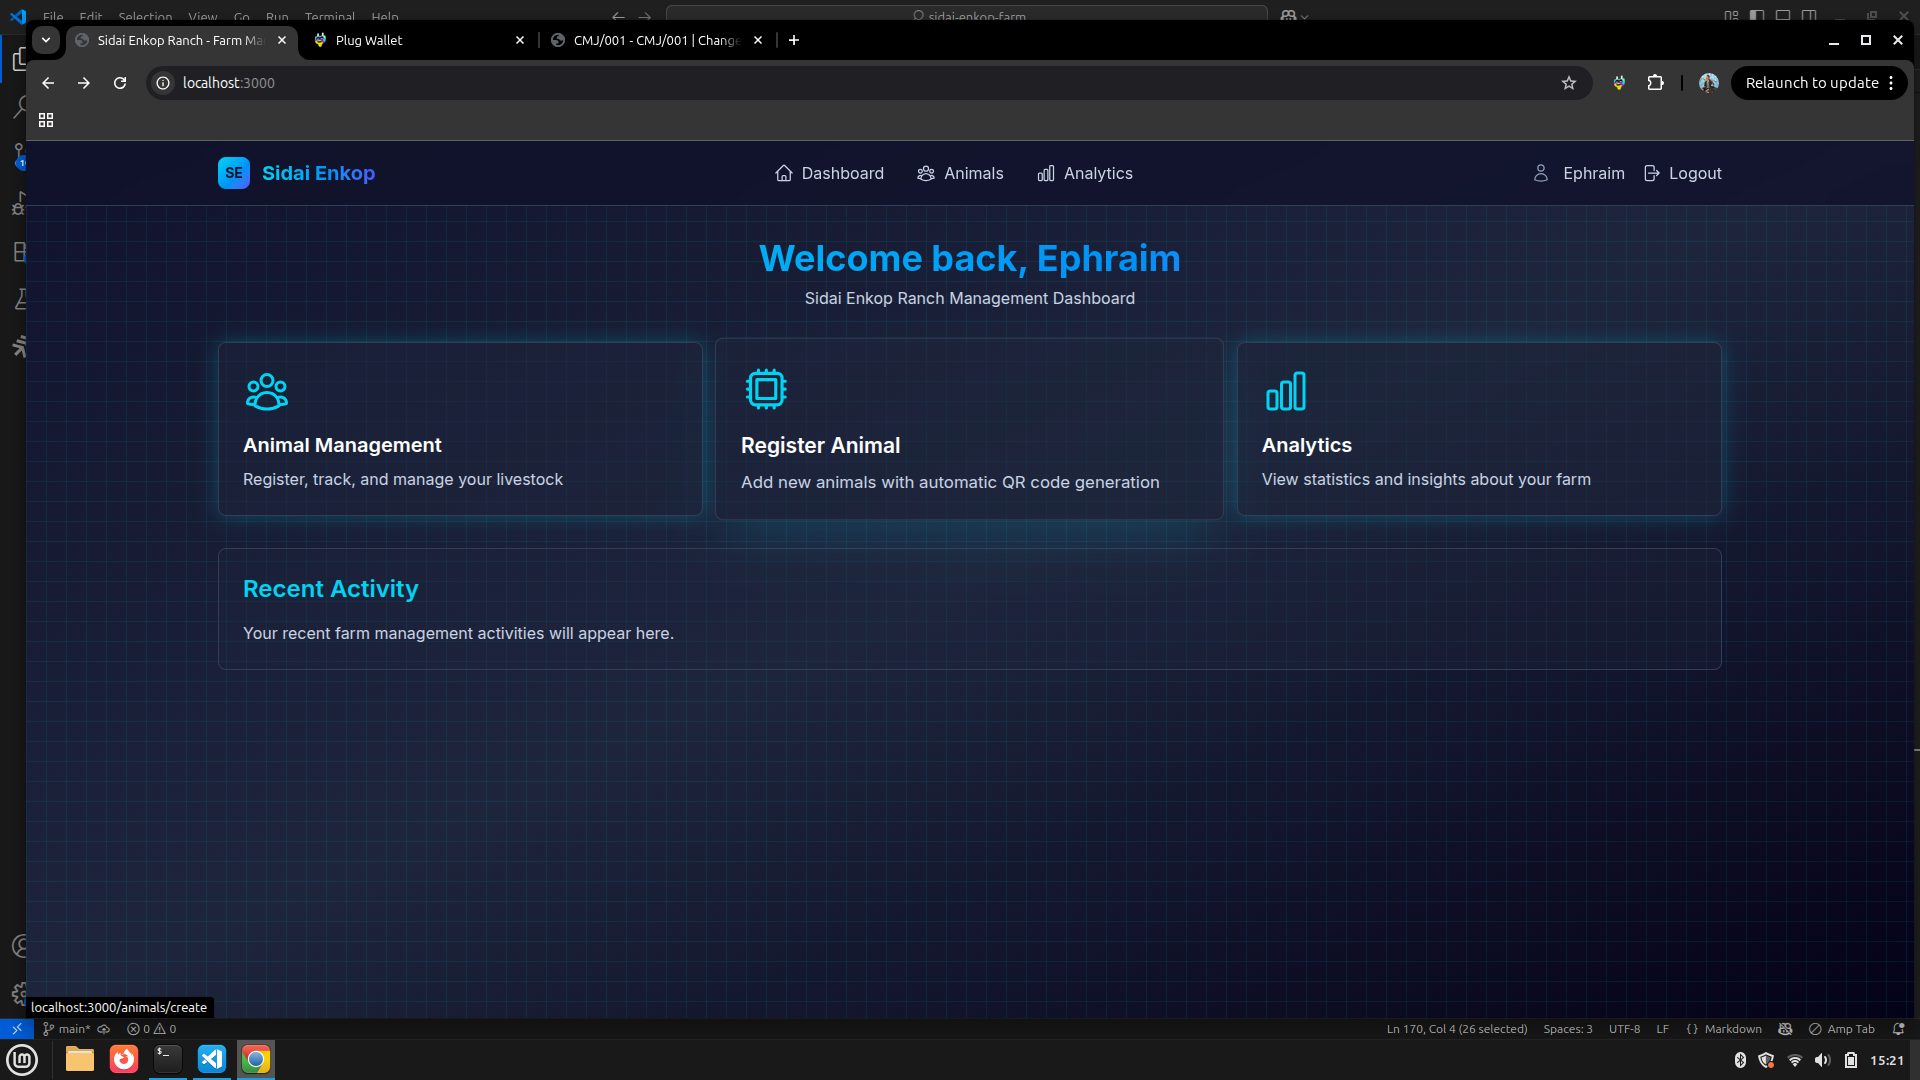 File Edit Selection View Go Run Terminal Help
sidai-enkop-farm
Sidai Enkop Ranch - Farm Ma
Plug Wallet
CMJ/001 - CMJ/001 | Change
localhost:3000
Relaunch to update
SE
Sidai Enkop
Dashboard
Animals
Analytics
Ephraim
Logout
Welcome back, Ephraim
Sidai Enkop Ranch Management Dashboard
Animal Management
Register, track, and manage your livestock
Register Animal
Add new animals with automatic QR code generation
Analytics
View statistics and insights about your farm
Recent Activity
Your recent farm management activities will appear here.
localhost:3000/animals/create
main*
0
0
Ln 170, Col 4 (26 selected)
Spaces: 3
UTF-8
LF
{} Markdown
Amp Tab
15:21